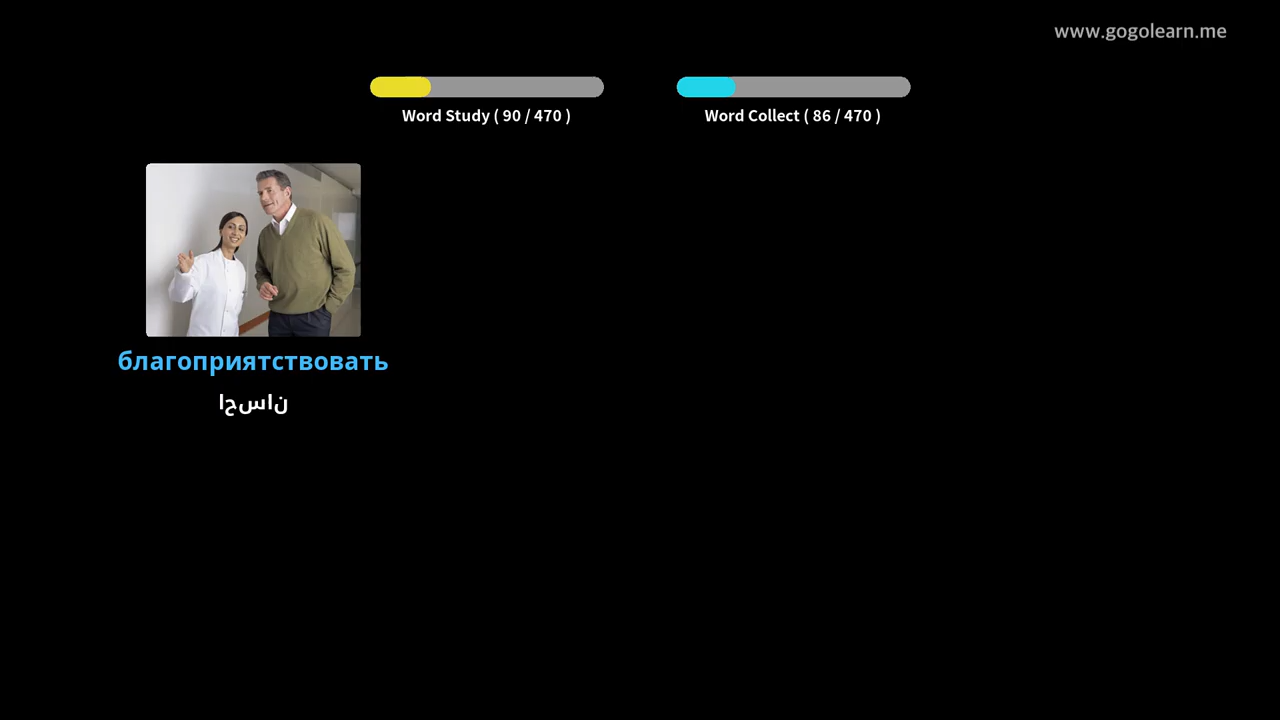 www.gogolearn.me
Word Study ( 90 / 470 )
Word Collect ( 86 / 470 )
благоприятствовать
احسان